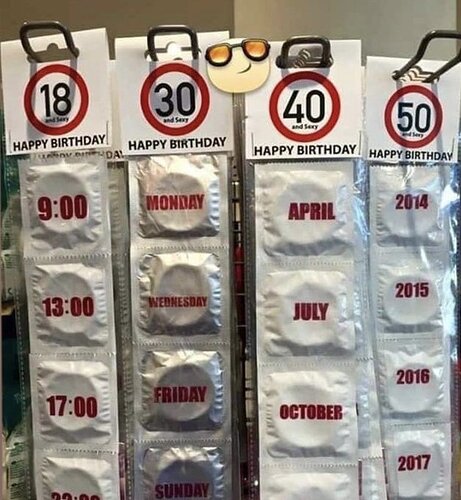 18
and Sexy
HAPPY BIRTHDAY
9:00
13:00
17:00
30
and Sexy
HAPPY BIRTHDAY
MONDAY
WEDNESDAY
FRIDAY
SUNDAY
40
and Sexy
HAPPY BIRTHDAY
APRIL
JULY
OCTOBER
50
and Sexy
HAPPY BIRTHDAY
2014
2015
2016
2017